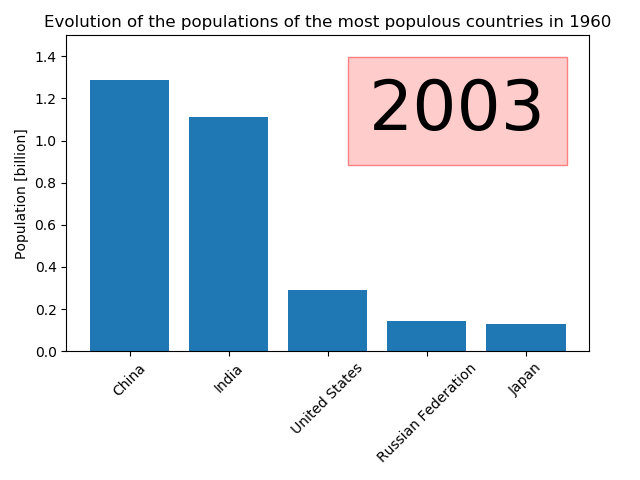 Evolution of the populations of the most populous countries in 1960
2003
Population [billion]
1.4
1.2
1.0
0.8
0.6
0.4
0.2
0.0
China
India
United States
Russian Federation
Japan